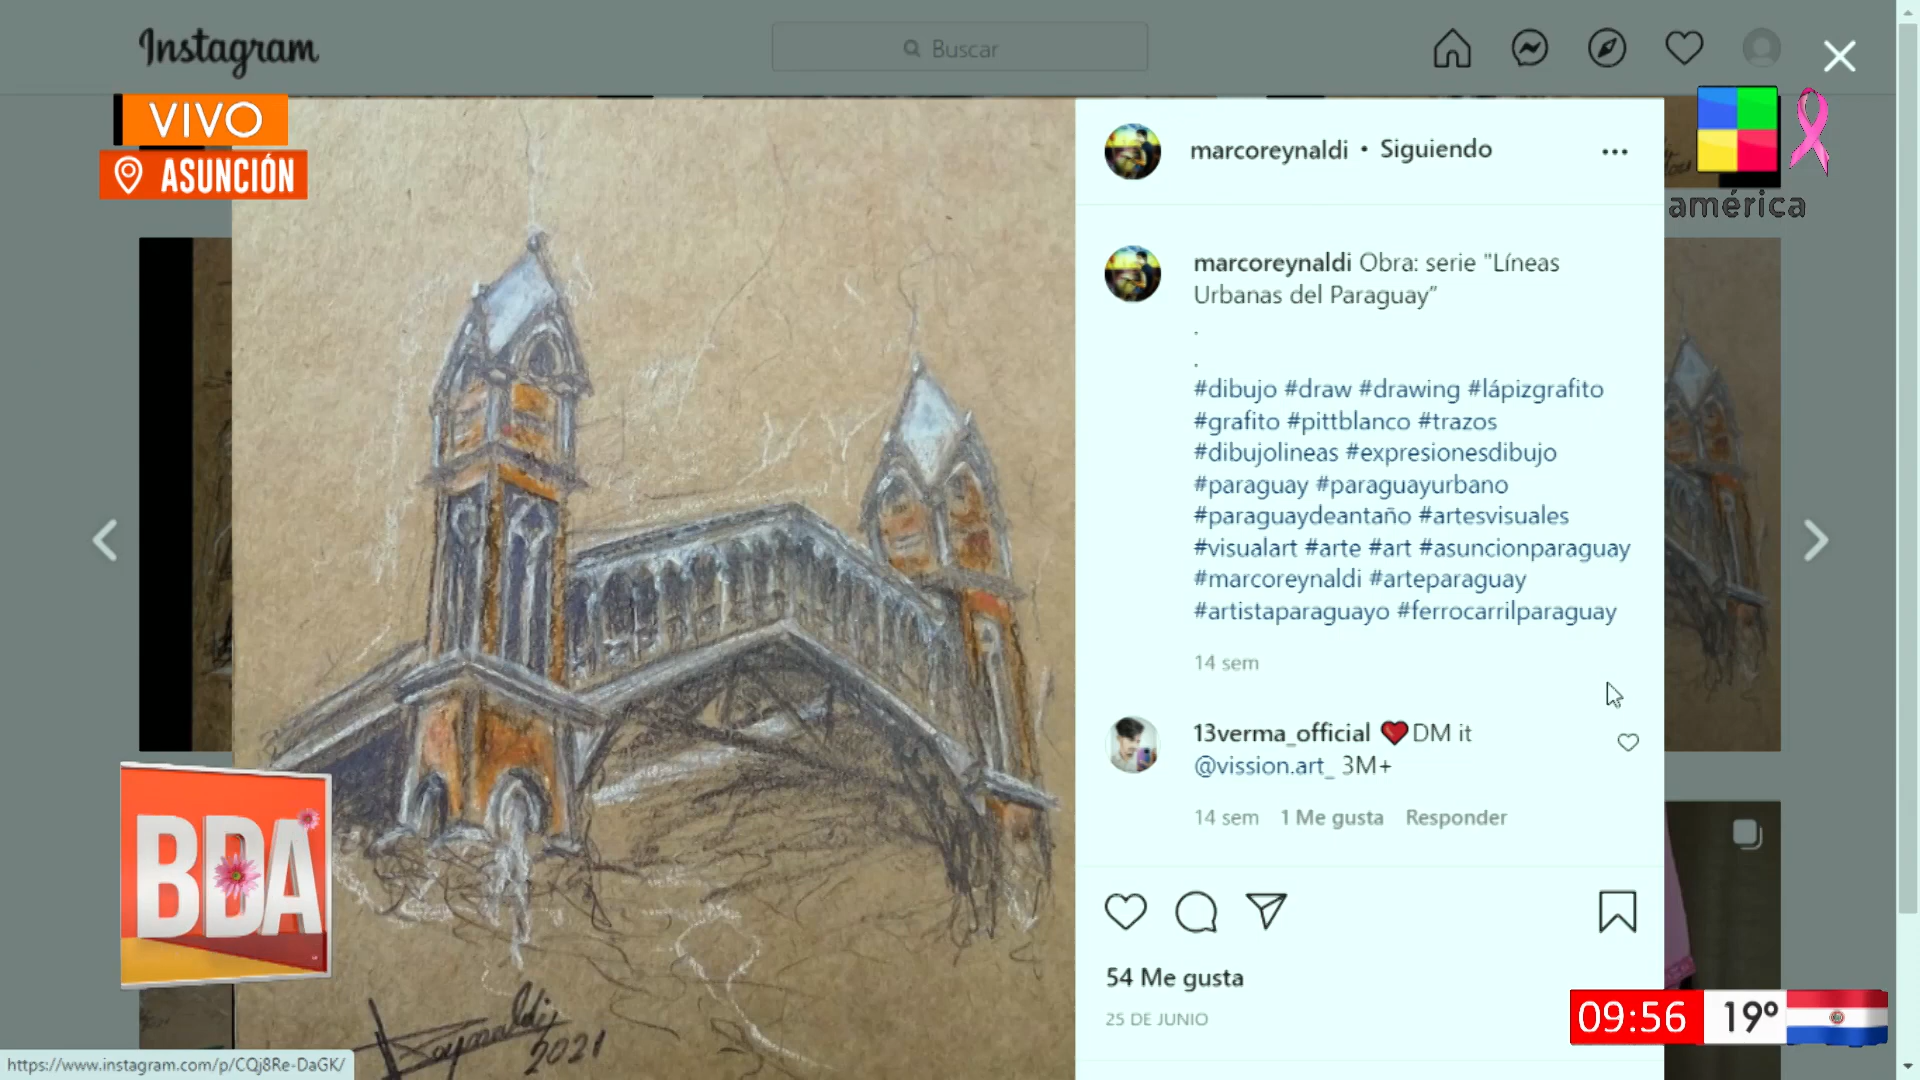 Instagram
Buscar
VIVO
ASUNCIÓN
américa
marcoreynaldi • Siguiendo
marcoreynaldi Obra: serie "Líneas
Urbanas del Paraguay”
.
.
#dibujo #draw #drawing #lápizgrafito
#grafito #pittblanco #trazos
#dibujolineas #expresionesdibujo
#paraguay #paraguayurbano
#paraguaydeantaño #artesvisuales
#visualart #arte #art #asuncionparaguay
#marcoreynaldi #arteparaguay
#artistaparaguayo #ferrocarrilparaguay
14 sem
13verma_official ❤️DM it
@vission.art_ 3M+
14 sem 1 Me gusta Responder
BDA
54 Me gusta
25 DE JUNIO
Reynaldi
2021
09:56 19º
https://www.instagram.com/p/CQj8Re-DaGK/